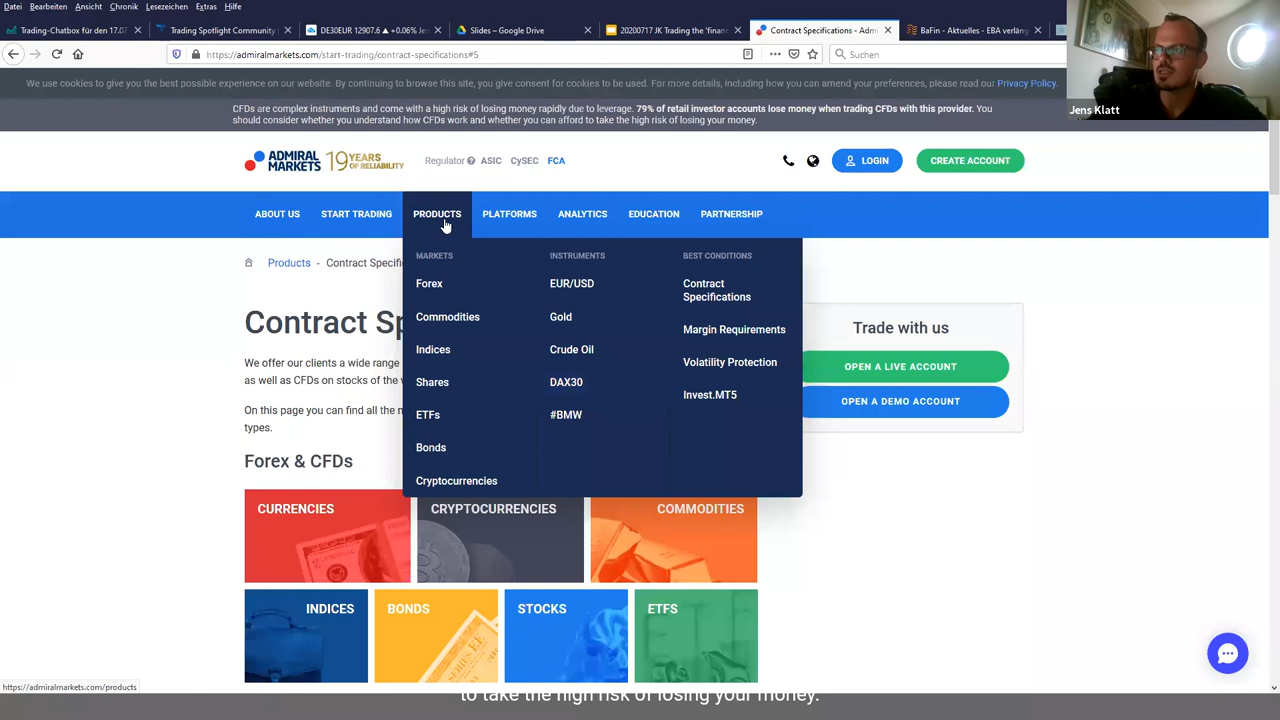 Datei Bearbeiten Ansicht Chronik Lesezeichen Extras Hilfe
Trading-Chatbox für den 17.07
Trading Spotlight Community
DE30EUR 12907.6 ▲ +0.06%
Slides – Google Drive
20200717 JK Trading the 'financ
Contract Specifications - Adm
BaFin - Aktuelles - EBA verläng
https://admiralmarkets.com/start-trading/contract-specifications#5
Suchen
Jens Klatt
We use cookies to give you the best possible experience on our website. By continuing to browse this site, you give consent for cookies to be used. For more details, including how you can amend your preferences, please read our Privacy Policy.
CFDs are complex instruments and come with a high risk of losing money rapidly due to leverage. 79% of retail investor accounts lose money when trading CFDs with this provider. You
should consider whether you understand how CFDs work and whether you can afford to take the high risk of losing your money.
ADMIRAL MARKETS 19 YEARS OF RELIABILITY
Regulator ? ASIC CySEC FCA
LOGIN
CREATE ACCOUNT
ABOUT US START TRADING PRODUCTS PLATFORMS ANALYTICS EDUCATION PARTNERSHIP
Products - Contract Specifi
MARKETS
Forex
Commodities
Indices
Shares
ETFs
Bonds
Cryptocurrencies
INSTRUMENTS
EUR/USD
Gold
Crude Oil
DAX30
#BMW
BEST CONDITIONS
Contract
Specifications
Margin Requirements
Volatility Protection
Invest.MT5
Contract Sp
We offer our clients a wide range
as well as CFDs on stocks of the
On this page you can find all the
types.
Forex & CFDs
Trade with us
OPEN A LIVE ACCOUNT
OPEN A DEMO ACCOUNT
CURRENCIES
CRYPTOCURRENCIES
COMMODITIES
INDICES
BONDS
STOCKS
ETFS
https://admiralmarkets.com/products
to take the high risk of losing your money.